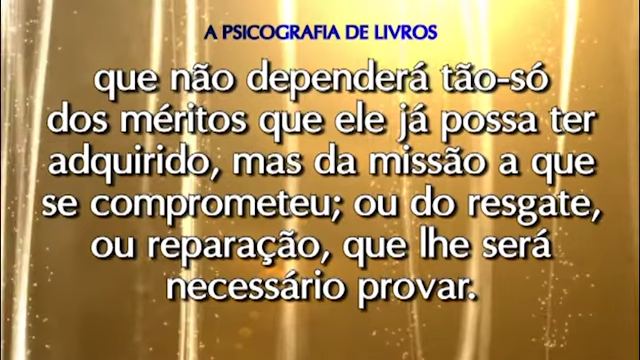 A PSICOGRAFIA DE LIVROS
que não dependerá tão-só
dos méritos que ele já possa ter
adquirido, mas da missão a que
se comprometeu; ou do resgate,
ou reparação, que lhe será
necessário provar.